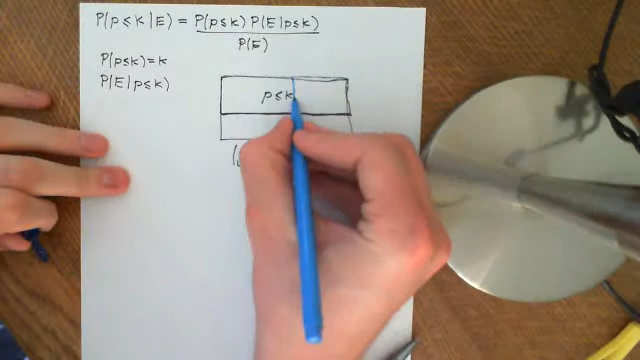 P(p≤k|E) = P(p≤k) P(E|p≤k)
P(E)
P(p≤k)=k
P(E|p≤k)
p≤k